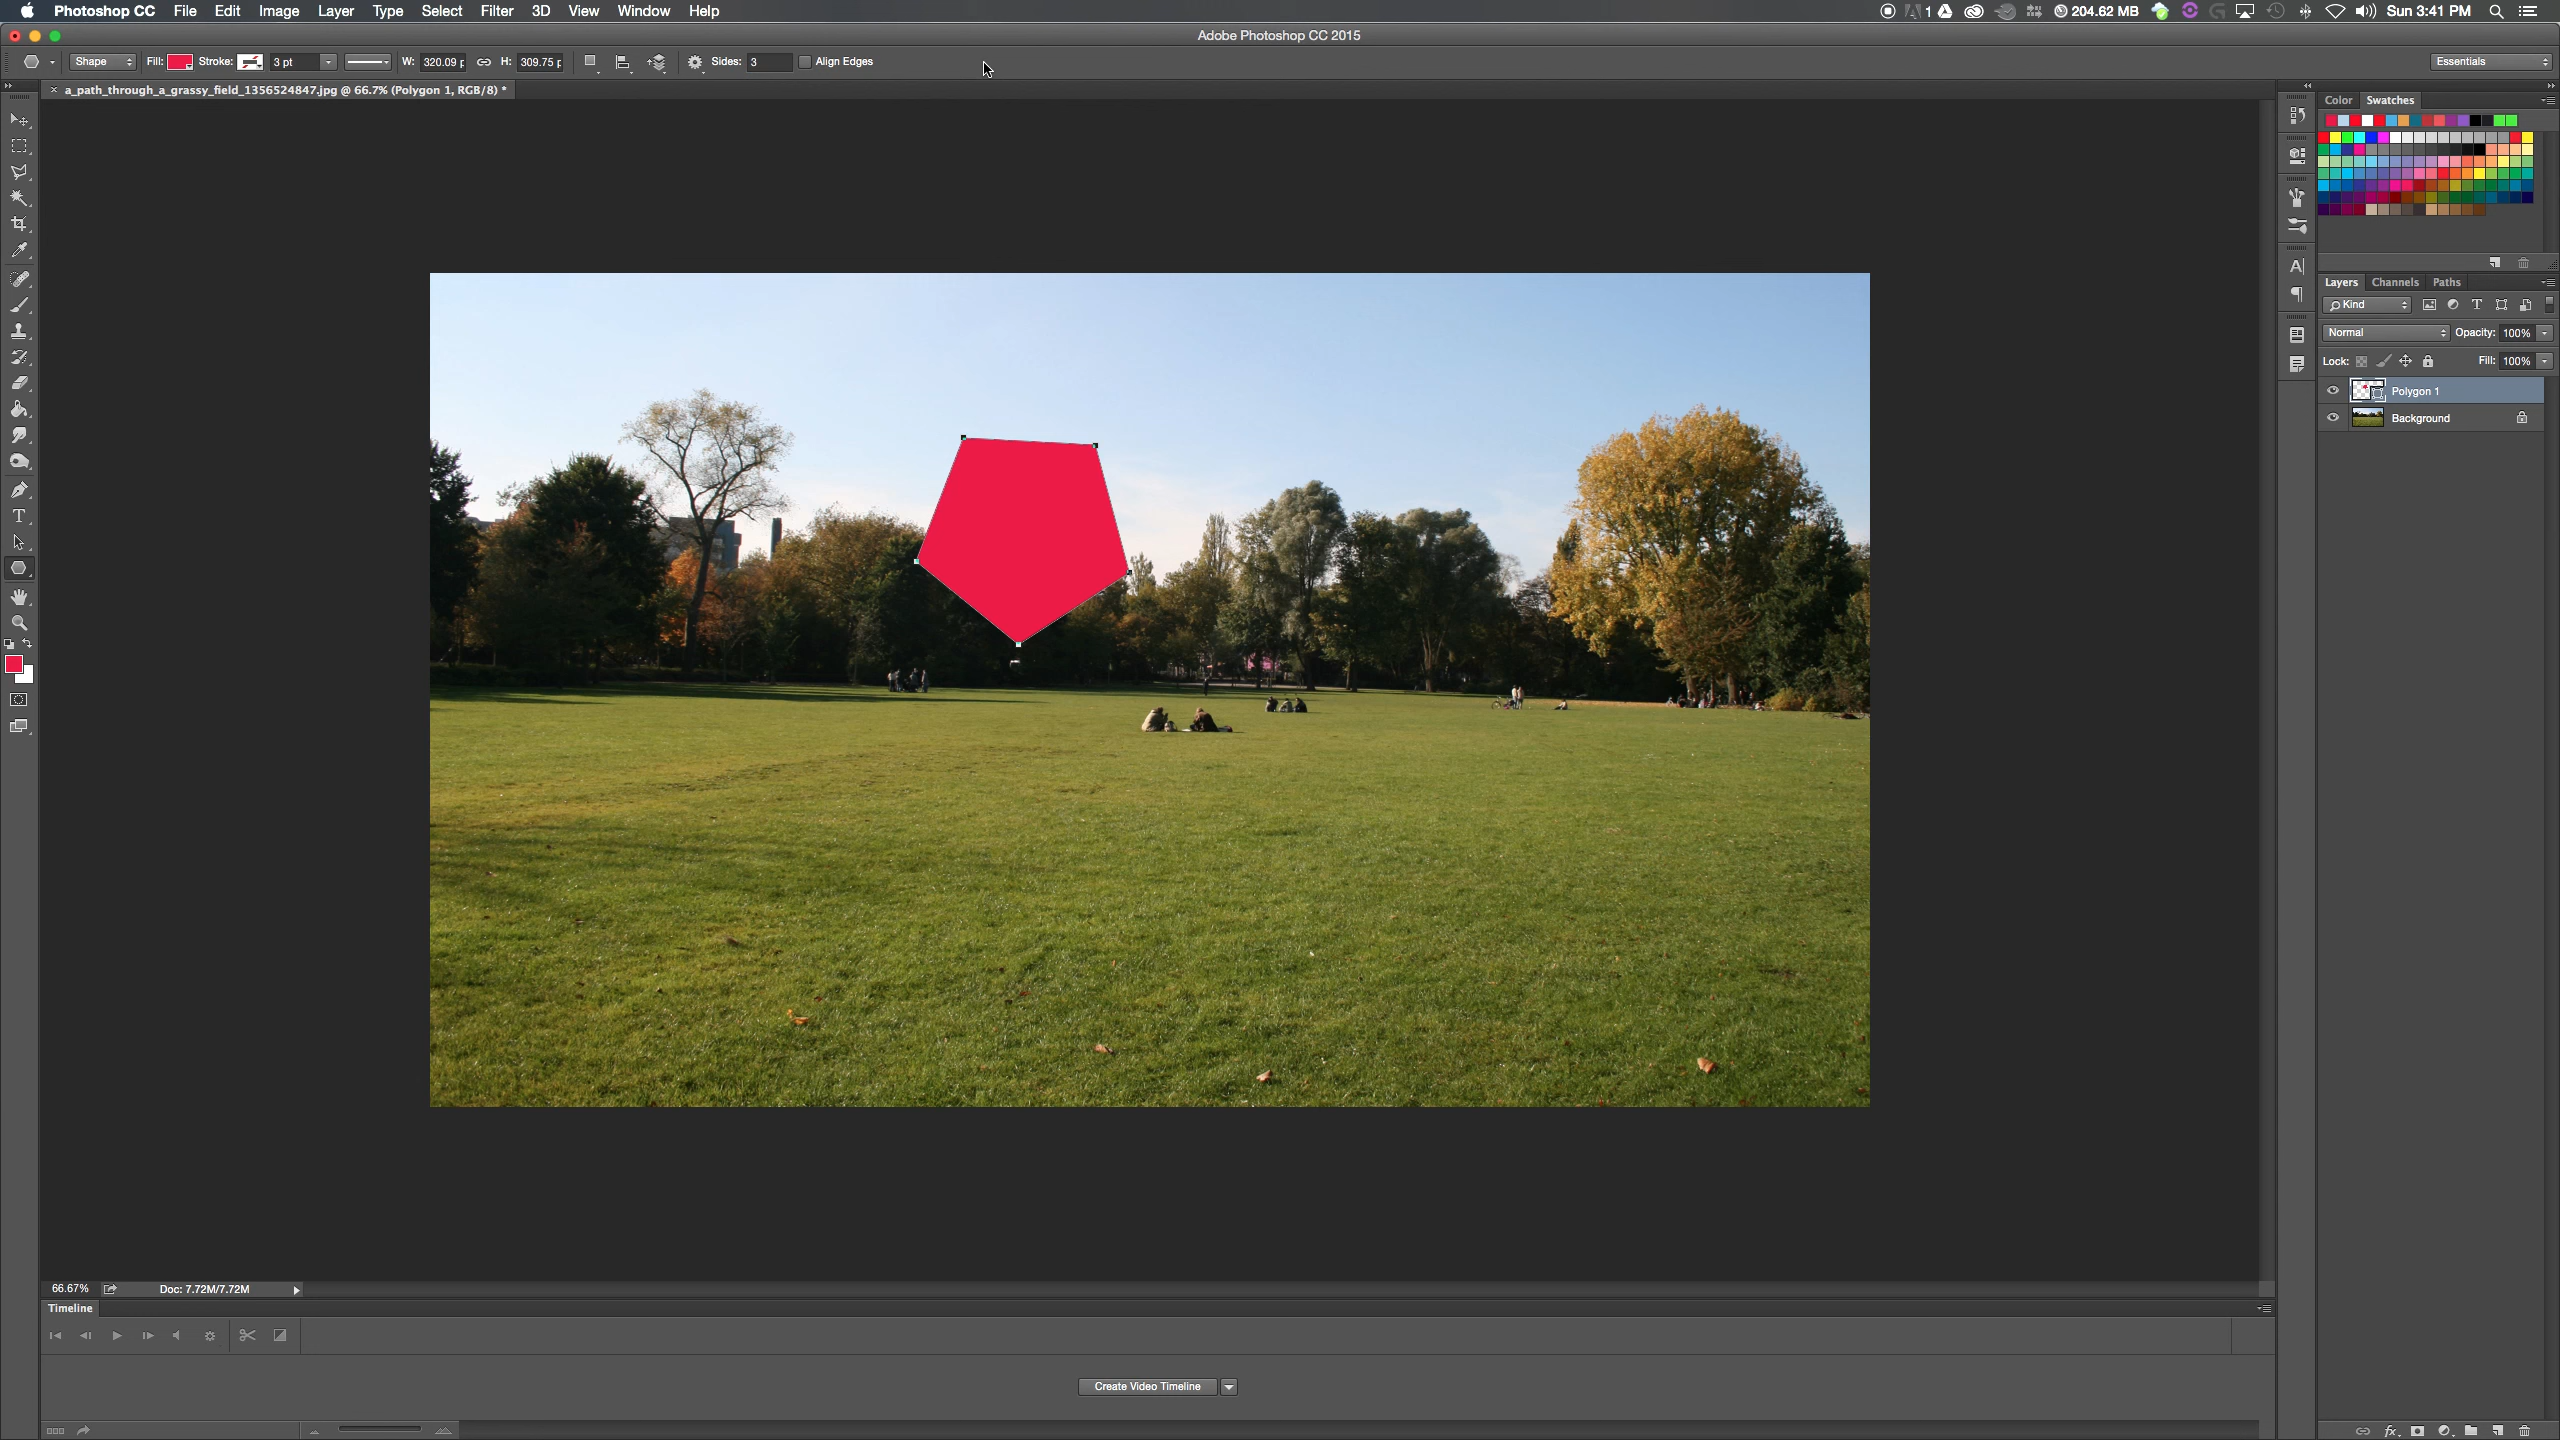 Photoshop CC File Edit Image Layer Type Select Filter 3D View Window Help 1 204.62 MB Sun 3:41 PM
Adobe Photoshop CC 2015
Shape Fill: Stroke: 3 pt W: 320.09 p H: 309.75 p Sides: 3 Align Edges Essentials
a_path_through_a_grassy_field_1356524847.jpg @ 66.7% (Polygon 1, RGB/8) *
Color Swatches
Layers Channels Paths
Kind
Normal Opacity: 100%
Lock: Fill: 100%
Polygon 1
Background
66.67% Doc: 7.72M/7.72M
Timeline
Create Video Timeline